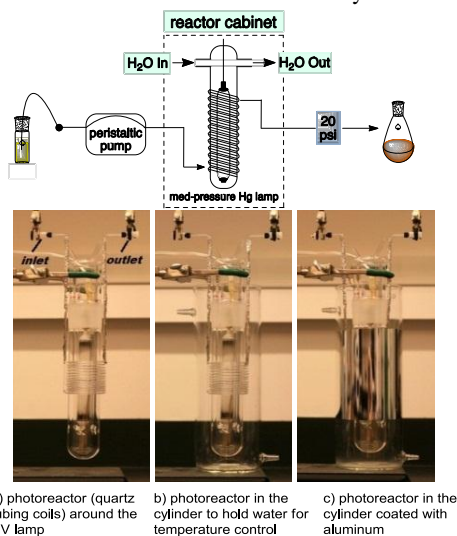 reactor cabinet
H2O In
H2O Out
peristaltic
pump
20
psi
med-pressure Hg lamp
inlet
outlet
) photoreactor (quartz
ubing coils) around the
V lamp
b) photoreactor in the
cylinder to hold water for
temperature control
c) photoreactor in the
cylinder coated with
aluminum